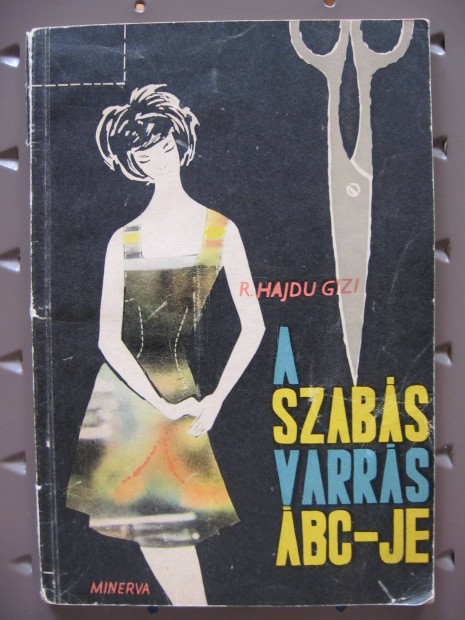 R. HAJDU GIZI
A
SZABÁS
VARRÁS
ÁBC-JE
MINERVA